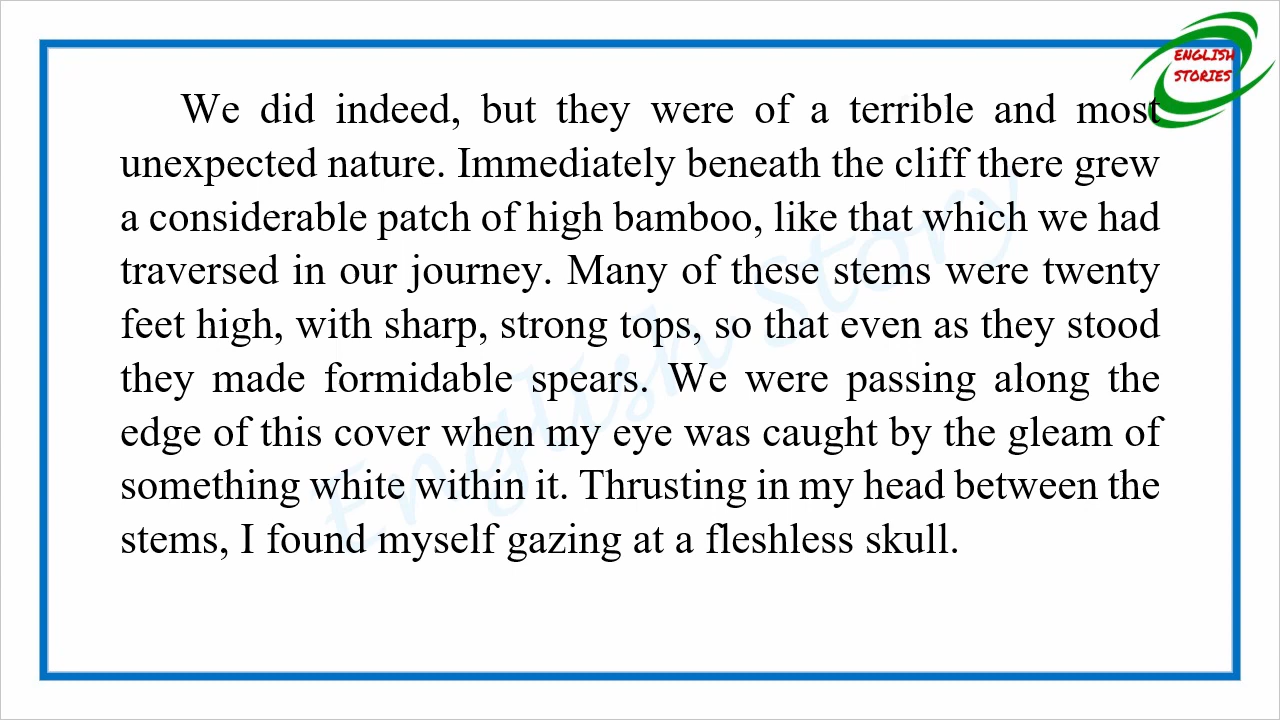 ENGLISH
STORIES
We did indeed, but they were of a terrible and most
unexpected nature. Immediately beneath the cliff there grew
a considerable patch of high bamboo, like that which we had
traversed in our journey. Many of these stems were twenty
feet high, with sharp, strong tops, so that even as they stood
they made formidable spears. We were passing along the
edge of this cover when my eye was caught by the gleam of
something white within it. Thrusting in my head between the
stems, I found myself gazing at a fleshless skull.
English Story